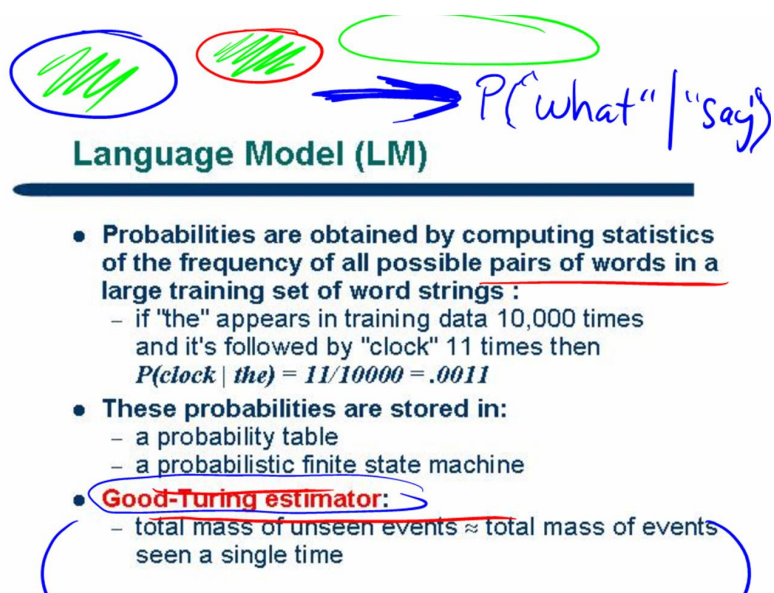 P("what" | "say")
Language Model (LM)
● Probabilities are obtained by computing statistics
of the frequency of all possible pairs of words in a
large training set of word strings :
– if "the" appears in training data 10,000 times
and it's followed by "clock" 11 times then
P(clock | the) = 11/10000 = .0011
● These probabilities are stored in:
– a probability table
– a probabilistic finite state machine
● Good-Turing estimator:
– total mass of unseen events ≈ total mass of events
seen a single time